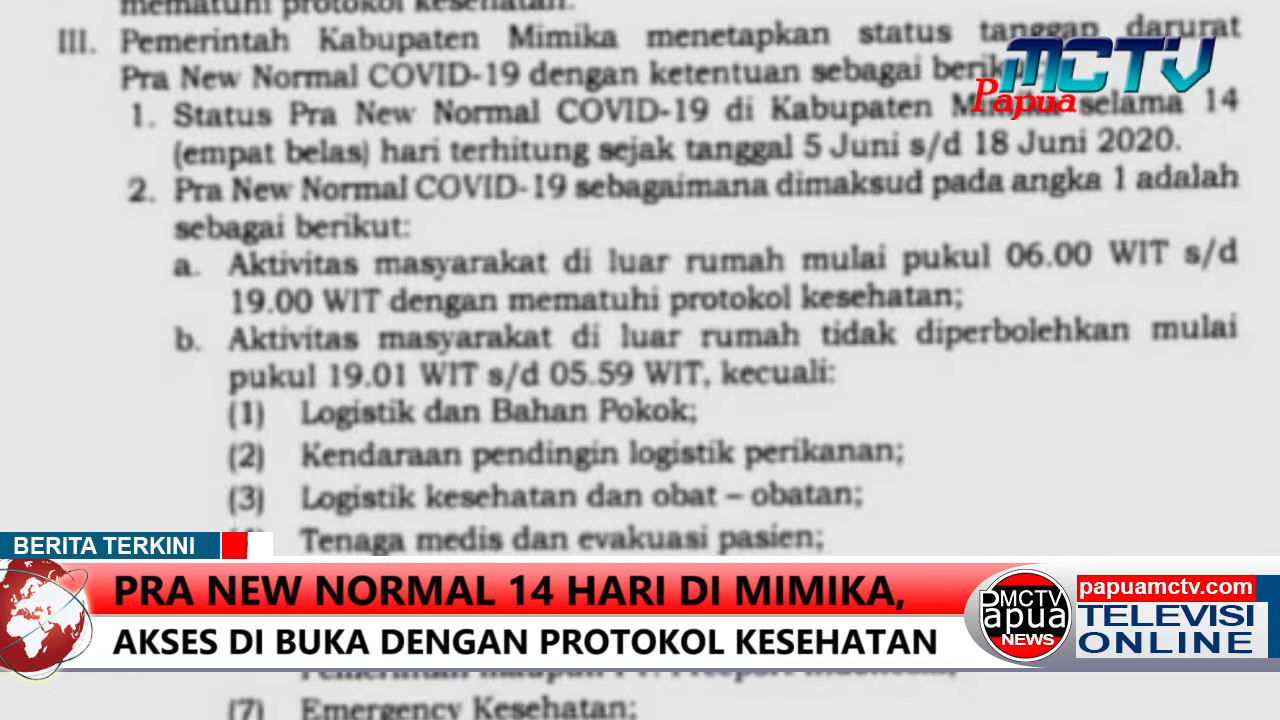 mematuhi protokol kesehatan.
III. Pemerintah Kabupaten Mimika menetapkan status tanggap darurat
Pra New Normal COVID-19 dengan ketentuan sebagai
MCTV
Papua
1. Status Pra New Normal COVID-19 di Kabupaten selama 14
(empat belas) hari terhitung sejak tanggal 5 Juni s/d 18 Juni 2020.
2. Pra New Normal COVID-19 sebagaimana dimaksud pada angka 1 adalah
sebagai berikut:
a. Aktivitas masyarakat di luar rumah mulai pukul 06.00 WIT s/d
19.00 WIT dengan mematuhi protokol kesehatan;
b. Aktivitas masyarakat di luar rumah tidak diperbolehkan mulai
pukul 19.01 WIT s/d 05.59 WIT, kecuali:
(1) Logistik dan Bahan Pokok;
(2) Kendaraan pendingin logistik perikanan;
(3) Logistik kesehatan dan obat – obatan;
Tenaga medis dan evakuasi pasien;
BERITA TERKINI
PRA NEW NORMAL 14 HARI DI MIMIKA,
AKSES DI BUKA DENGAN PROTOKOL KESEHATAN
MCTV
Papua
NEWS
papuamctv.com
TELEVISI
ONLINE
(7) Emergency Kesehatan;